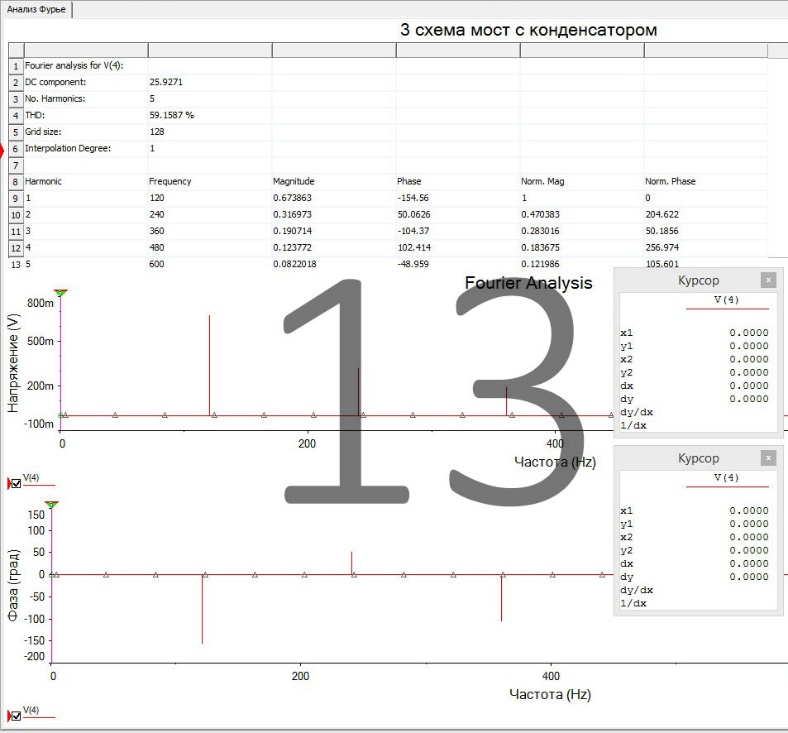 Анализ Фурье
3 схема мост с конденсатором
1 Fourier analysis for V(4):
2 DC component: 25.9271
3 No. Harmonics: 5
4 THD: 59.1587 %
5 Grid size: 128
6 Interpolation Degree: 1
7
8 Harmonic Frequency Magnitude Phase Norm. Mag Norm. Phase
9 1 120 0.673863 -154.56 1 0
10 2 240 0.316973 50.0626 0.470383 204.622
11 3 360 0.190714 -104.37 0.283016 50.1856
12 4 480 0.123772 102.414 0.183675 256.974
13 5 600 0.0822018 -48.959 0.121986 105.601
13
Fourier Analysis
Напряжение (V)
800m
500m
200m
-100m
0 200 400
Частота (Hz)
V(4)
Курсор x
V(4)
x1 0.0000
y1 0.0000
x2 0.0000
y2 0.0000
dx 0.0000
dy 0.0000
dy/dx
1/dx
Фаза (град)
150
100
50
0
-50
-100
-150
-200
0 200 400
Частота (Hz)
V(4)
Курсор x
V(4)
x1 0.0000
y1 0.0000
x2 0.0000
y2 0.0000
dx 0.0000
dy 0.0000
dy/dx
1/dx